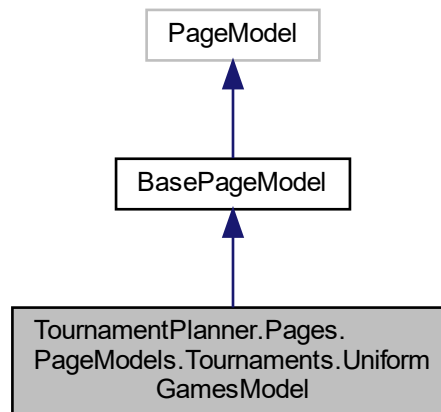 PageModel
BasePageModel
TournamentPlanner.Pages.
PageModels.Tournaments.Uniform
GamesModel